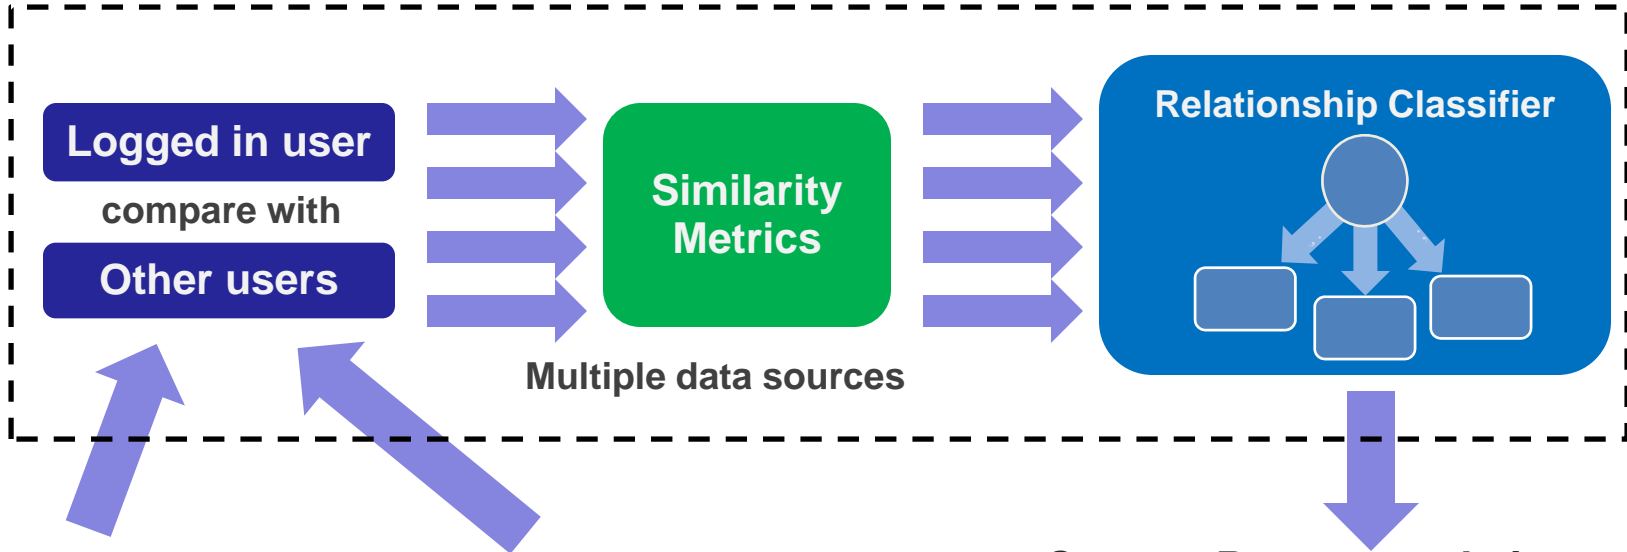 Logged in user
compare with
Other users
Similarity
Metrics
Multiple data sources
Relationship Classifier